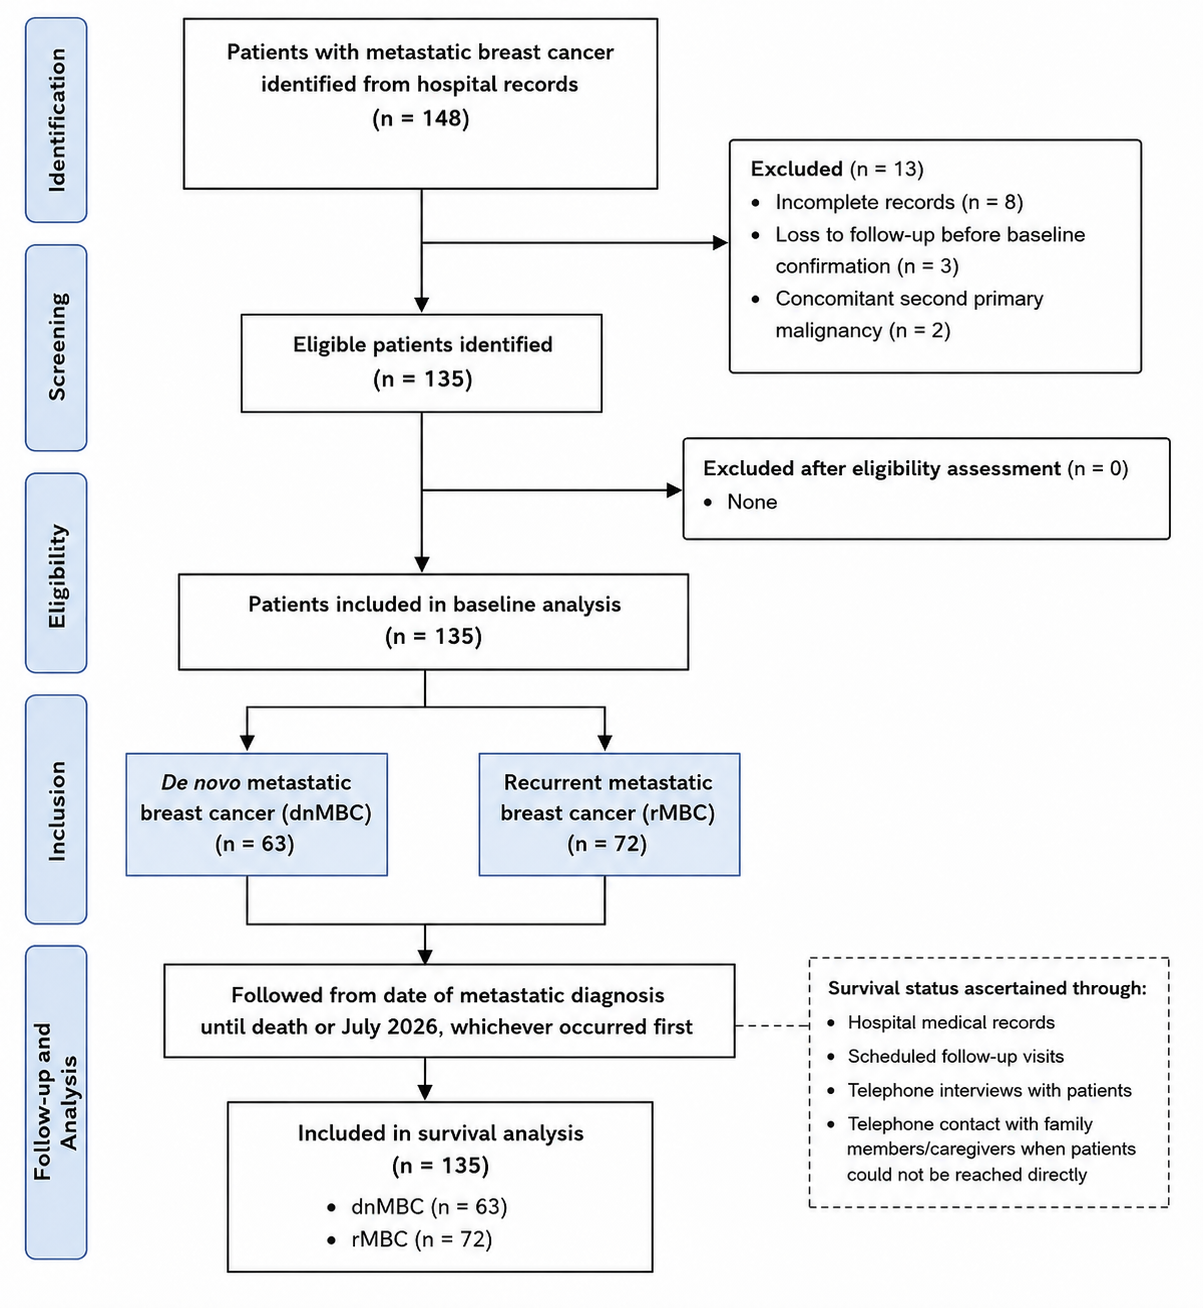 Identification
Patients with metastatic breast cancer
identified from hospital records
(n = 148)
Excluded (n = 13)
• Incomplete records (n = 8)
• Loss to follow-up before baseline
confirmation (n = 3)
• Concomitant second primary
malignancy (n = 2)
Screening
Eligible patients identified
(n = 135)
Excluded after eligibility assessment (n = 0)
• None
Eligibility
Patients included in baseline analysis
(n = 135)
Inclusion
De novo metastatic
breast cancer (dnMBC)
(n = 63)
Recurrent metastatic
breast cancer (rMBC)
(n = 72)
Follow-up and
Analysis
Followed from date of metastatic diagnosis
until death or July 2026, whichever occurred first
Survival status ascertained through:
• Hospital medical records
• Scheduled follow-up visits
• Telephone interviews with patients
• Telephone contact with family
members/caregivers when patients
could not be reached directly
Included in survival analysis
(n = 135)
• dnMBC (n = 63)
• rMBC (n = 72)